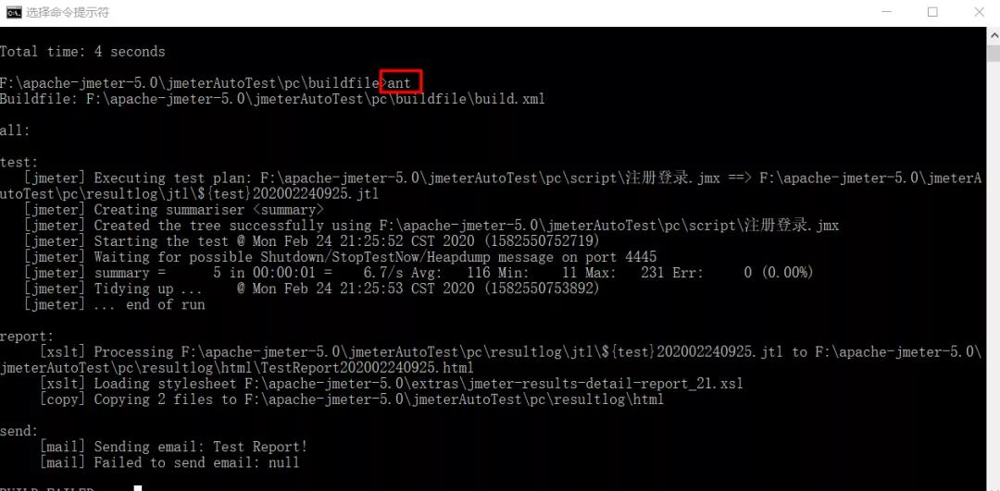 选择命令提示符
Total time: 4 seconds
F:\apache-jmeter-5.0\jmeterAutoTest\pc\buildfile>ant
Buildfile: F:\apache-jmeter-5.0\jmeterAutoTest\pc\buildfile\build.xml
all:
test:
[jmeter] Executing test plan: F:\apache-jmeter-5.0\jmeterAutoTest\pc\script\注册登录.jmx ==> F:\apache-jmeter-5.0\jmeterA
utoTest\pc\resultlog\jtl\${test}202002240925.jtl
[jmeter] Creating summariser <summary>
[jmeter] Created the tree successfully using F:\apache-jmeter-5.0\jmeterAutoTest\pc\script\注册登录.jmx
[jmeter] Starting the test @ Mon Feb 24 21:25:52 CST 2020 (1582550752719)
[jmeter] Waiting for possible Shutdown/StopTestNow/Heapdump message on port 4445
[jmeter] summary =      5 in 00:00:01 =    6.7/s Avg:   116 Min:    11 Max:   231 Err:     0 (0.00%)
[jmeter] Tidying up ...    @ Mon Feb 24 21:25:53 CST 2020 (1582550753892)
[jmeter] ... end of run
report:
[xslt] Processing F:\apache-jmeter-5.0\jmeterAutoTest\pc\resultlog\jtl\${test}202002240925.jtl to F:\apache-jmeter-5.0\
jmeterAutoTest\pc\resultlog\html\TestReport202002240925.html
[xslt] Loading stylesheet F:\apache-jmeter-5.0\extras\jmeter-results-detail-report_21.xsl
[copy] Copying 2 files to F:\apache-jmeter-5.0\jmeterAutoTest\pc\resultlog\html
send:
[mail] Sending email: Test Report!
[mail] Failed to send email: null
BUILD FAILED